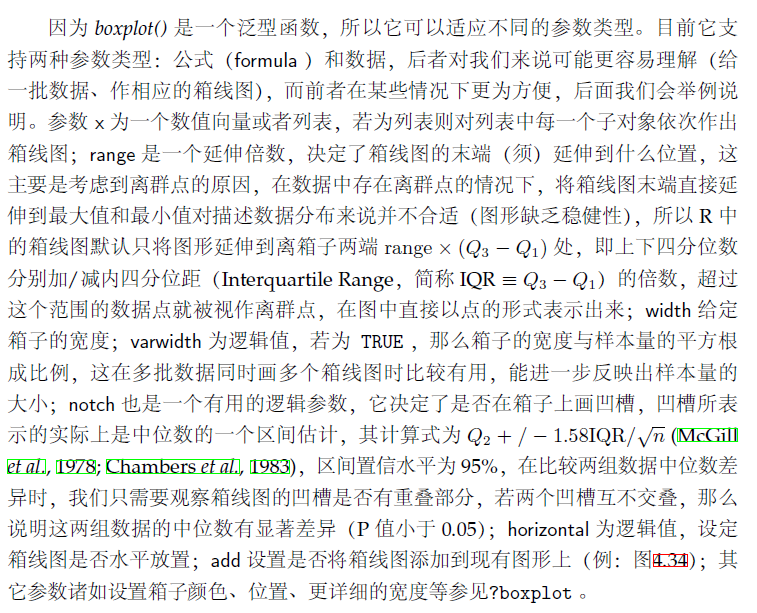 因为 boxplot() 是一个泛型函数，所以它可以适应不同的参数类型。目前它支
持两种参数类型：公式（formula ）和数据，后者对我们来说可能更容易理解（给
一批数据、作相应的箱线图），而前者在某些情况下更为方便，后面我们会举例说
明。参数 x 为一个数值向量或者列表，若为列表则对列表中每一个子对象依次作出
箱线图；range 是一个延伸倍数，决定了箱线图的末端（须）延伸到什么位置，这
主要是考虑到离群点的原因，在数据中存在离群点的情况下，将箱线图末端直接延
伸到最大值和最小值对描述数据分布来说并不合适（图形缺乏稳健性），所以 R 中
的箱线图默认只将图形延伸到离箱子两端 range × (Q₃ − Q₁) 处，即上下四分位数
分别加/减内四分位距（Interquartile Range，简称 IQR ≡ Q₃ − Q₁）的倍数，超过
这个范围的数据点就被视作离群点，在图中直接以点的形式表示出来；width 给定
箱子的宽度；varwidth 为逻辑值，若为 TRUE ，那么箱子的宽度与样本量的平方根
成比例，这在多批数据同时画多个箱线图时比较有用，能进一步反映出样本量的
大小；notch 也是一个有用的逻辑参数，它决定了是否在箱子上画凹槽，凹槽所表
示的实际上是中位数的一个区间估计，其计算式为 Q₂ + / − 1.58IQR/√n (McGill
et al., 1978; Chambers et al., 1983)，区间置信水平为 95%，在比较两组数据中位数差
异时，我们只需要观察箱线图的凹槽是否有重叠部分，若两个凹槽互不交叠，那么
说明这两组数据的中位数有显著差异（P 值小于 0.05）；horizontal 为逻辑值，设定
箱线图是否水平放置；add 设置是否将箱线图添加到现有图形上（例：图4.34）；其
它参数诸如设置箱子颜色、位置、更详细的宽度等参见?boxplot 。